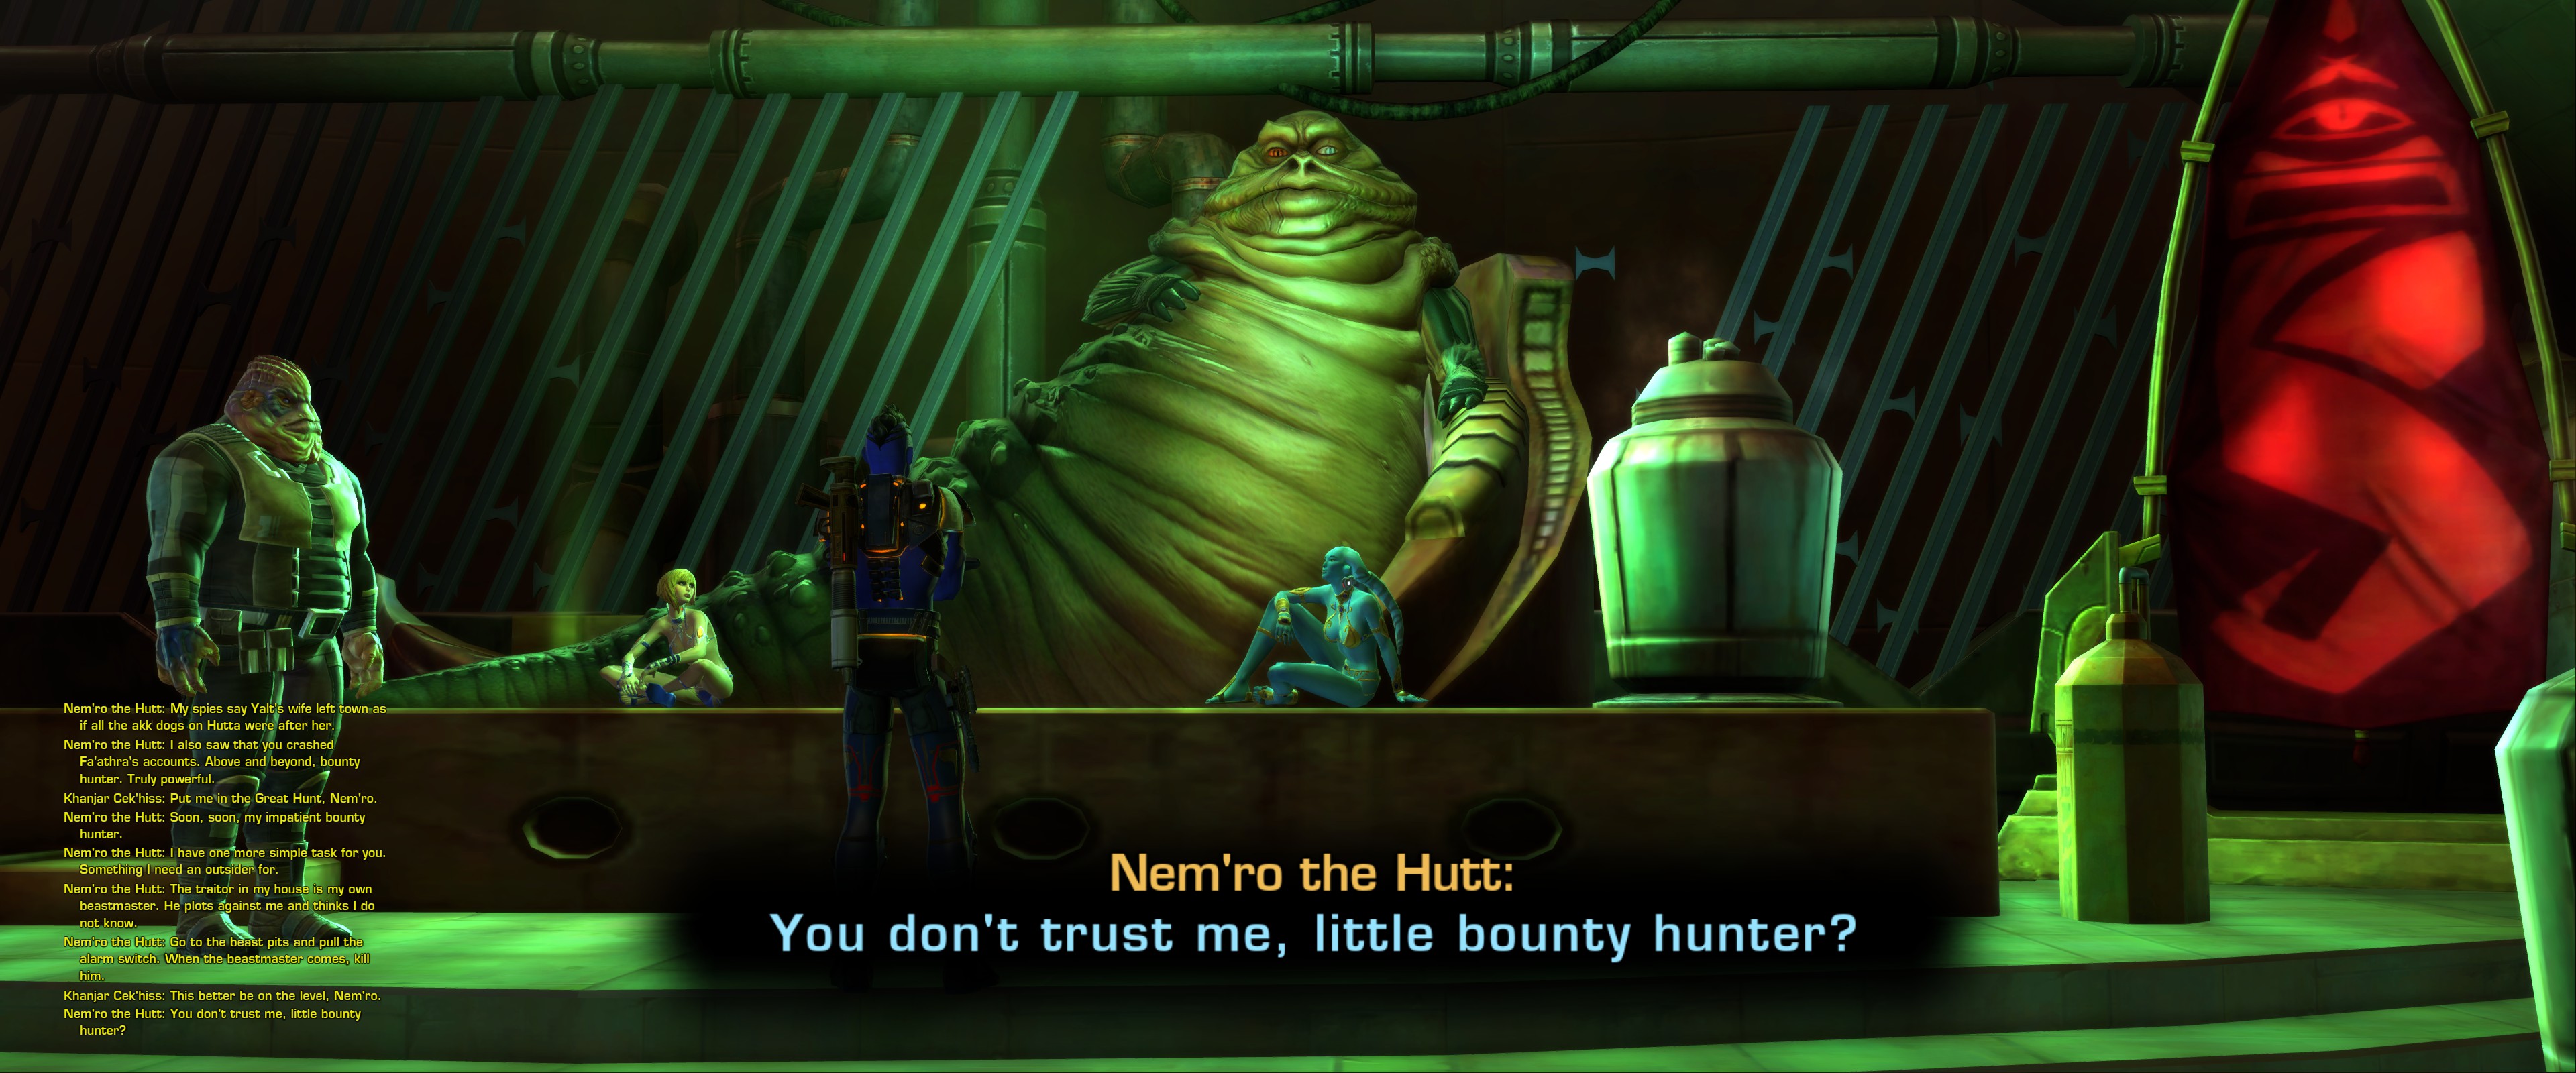 Nem'ro the Hutt: My spies say Yalt's wife left town as
if all the akk dogs on Hutta were after her.
Nem'ro the Hutt: I also saw that you crashed
Fa'athra's accounts. Above and beyond, bounty
hunter. Truly powerful.
Khanjar Cek'hiss: Put me in the Great Hunt, Nem'ro.
Nem'ro the Hutt: Soon, soon, my impatient bounty
hunter.
Nem'ro the Hutt: I have one more simple task for you.
Something I need an outsider for.
Nem'ro the Hutt: The traitor in my house is my own
beastmaster. He plots against me and thinks I do
not know.
Nem'ro the Hutt: Go to the beast pits and pull the
alarm switch. When the beastmaster comes, kill
him.
Khanjar Cek'hiss: This better be on the level, Nem'ro.
Nem'ro the Hutt: You don't trust me, little bounty
hunter?
Nem'ro the Hutt:
You don't trust me, little bounty hunter?